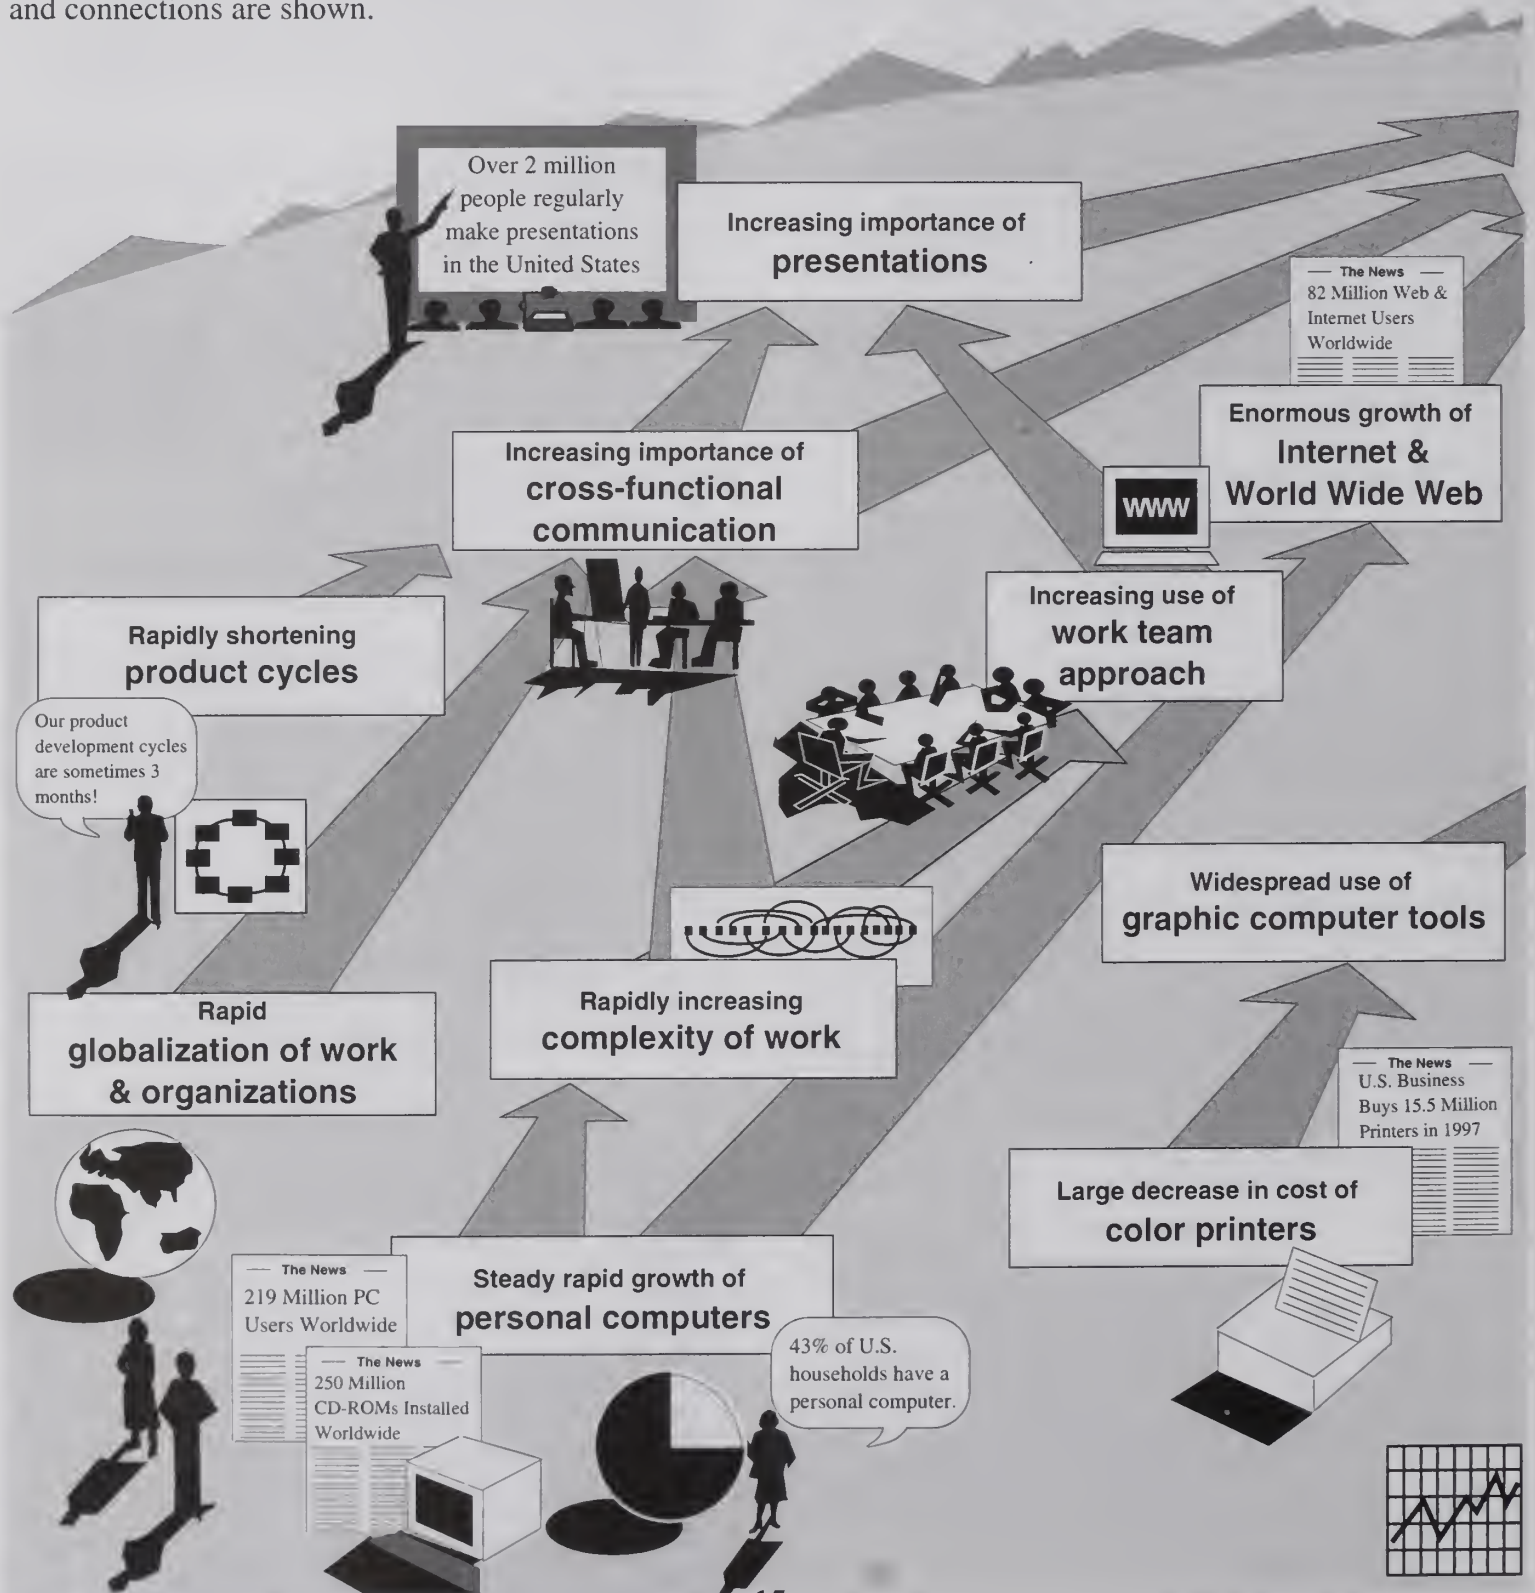 and connections are shown.
Over 2 million
people regularly
make presentations
in the United States
Increasing importance of
presentations
The News
82 Million Web &
Internet Users
Worldwide
Enormous growth of
Internet &
World Wide Web
Increasing importance of
cross-functional
communication
WWW
Increasing use of
work team
approach
Rapidly shortening
product cycles
Our product
development cycles
are sometimes 3
months!
Widespread use of
graphic computer tools
Rapidly increasing
complexity of work
Rapid
globalization of work
& organizations
The News
U.S. Business
Buys 15.5 Million
Printers in 1997
Large decrease in cost of
color printers
Steady rapid growth of
personal computers
The News
219 Million PC
Users Worldwide
The News
250 Million
CD-ROMs Installed
Worldwide
43% of U.S.
households have a
personal computer.